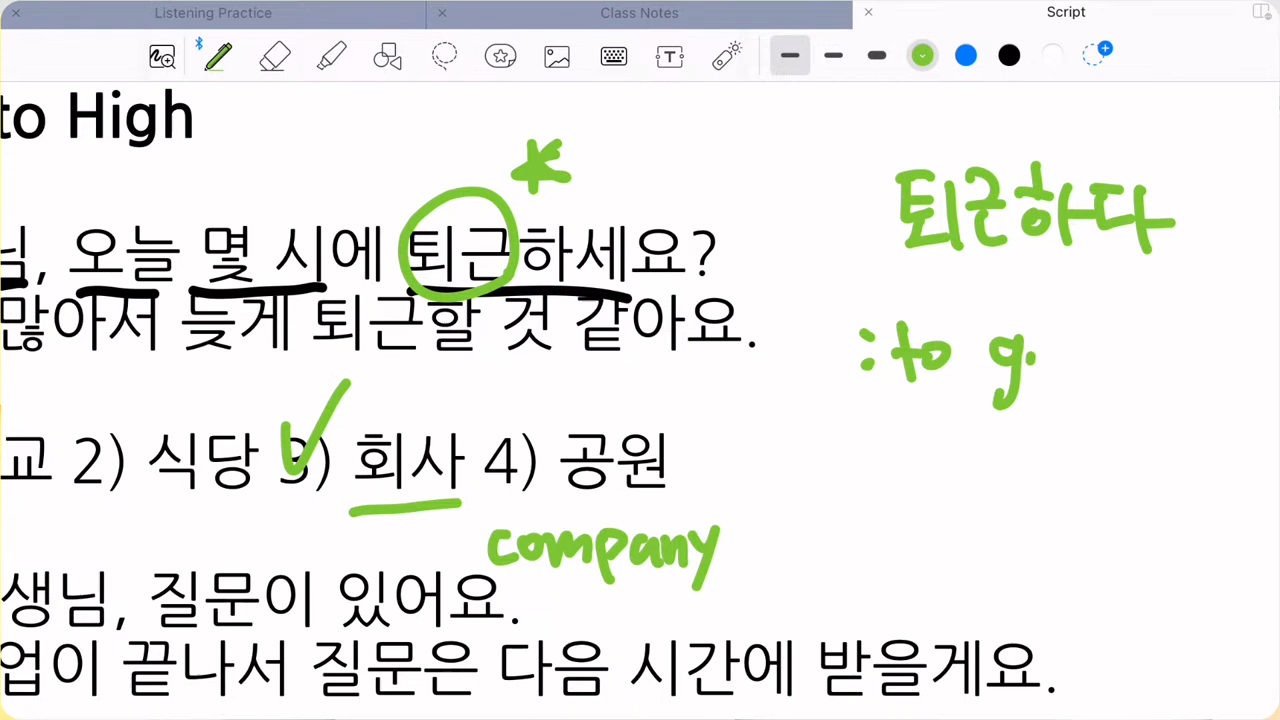 Listening Practice
Class Notes
Script
to High
퇴근하다
님, 오늘 몇 시에 퇴근하세요?
많아서 늦게 퇴근할 것 같아요.
: to g
교 2) 식당 3) 회사 4) 공원
company
생님, 질문이 있어요.
업이 끝나서 질문은 다음 시간에 받을게요.